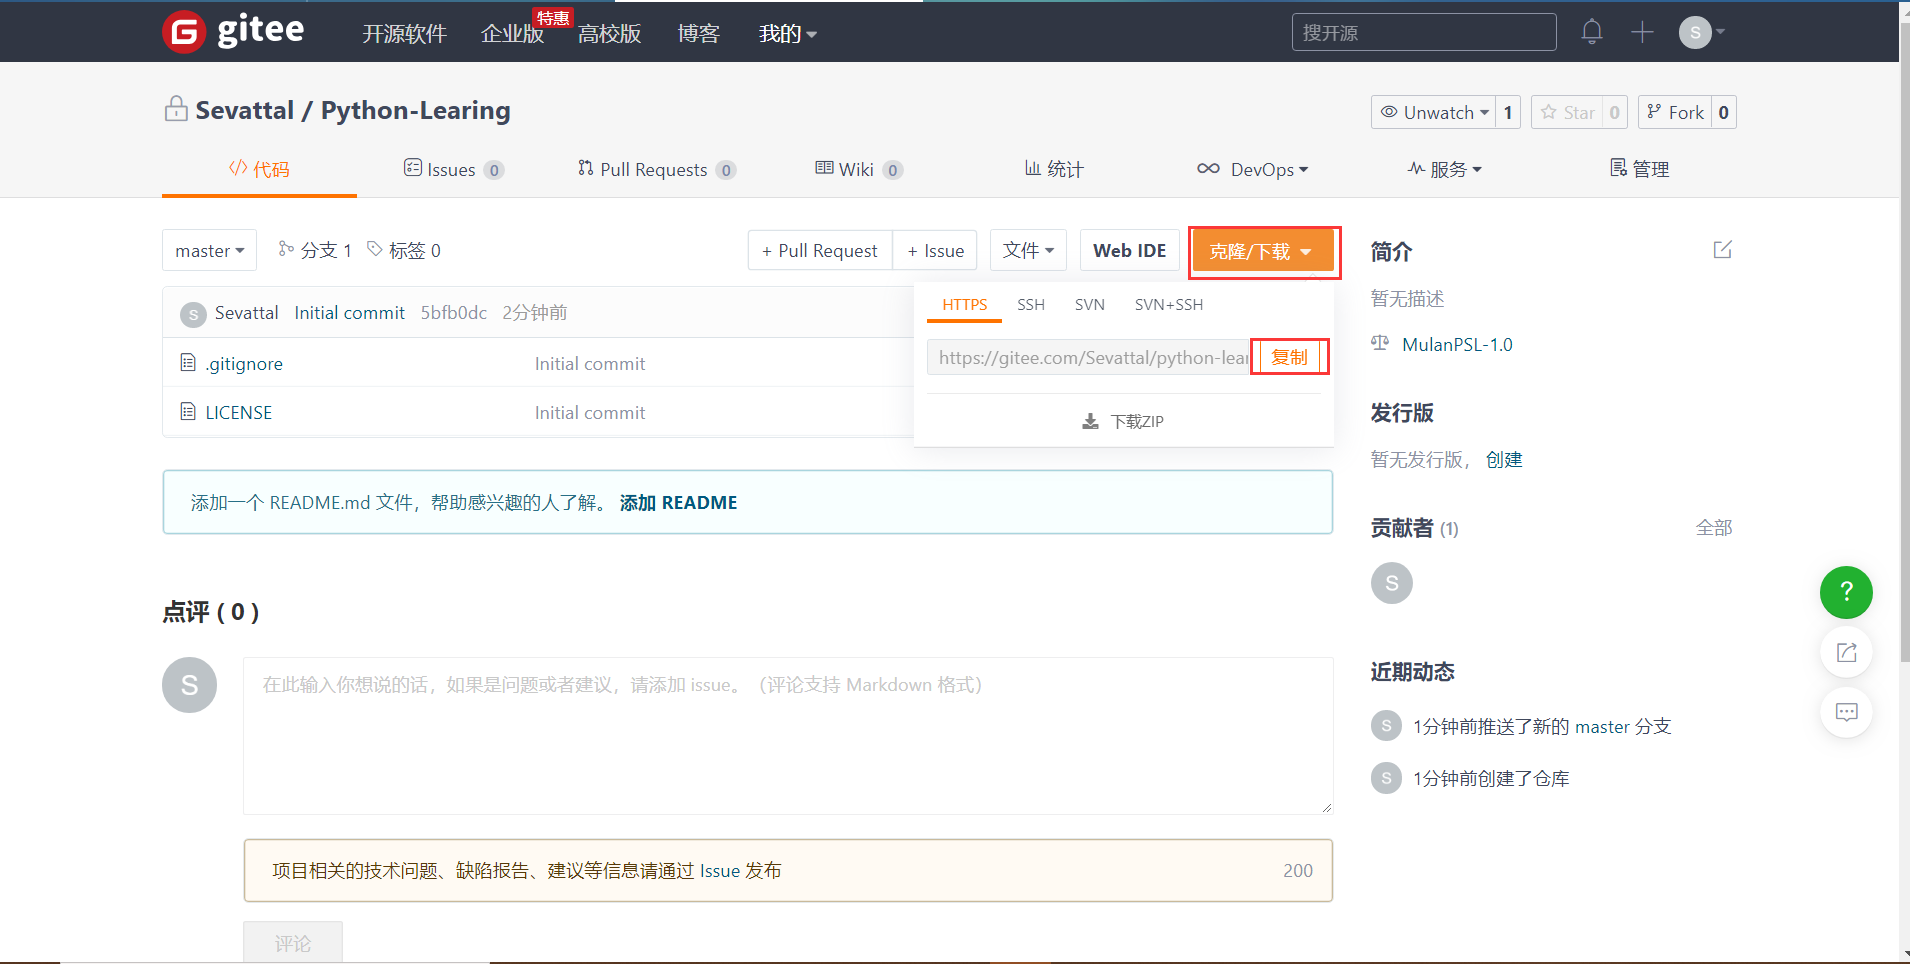 gitee 开源软件 企业版 特惠 高校版 博客 我的 搜开源 S
Sevattal / Python-Learing Unwatch 1 Star 0 Fork 0
代码 Issues 0 Pull Requests 0 Wiki 0 统计 DevOps 服务 管理
master 分支 1 标签 0 + Pull Request + Issue 文件 Web IDE 克隆/下载
S Sevattal Initial commit 5bfb0dc 2分钟前
.gitignore Initial commit
LICENSE Initial commit
HTTPS SSH SVN SVN+SSH
https://gitee.com/Sevattal/python-lear 复制
下载ZIP
添加一个 README.md 文件，帮助感兴趣的人了解。 添加 README
点评 ( 0 )
S
在此输入你想说的话，如果是问题或者建议，请添加 issue。（评论支持 Markdown 格式）
项目相关的技术问题、缺陷报告、建议等信息请通过 Issue 发布 200
评论
简介
暂无描述
MulanPSL-1.0
发行版
暂无发行版， 创建
贡献者 (1) 全部
S
近期动态
S 1分钟前推送了新的 master 分支
S 1分钟前创建了仓库
?